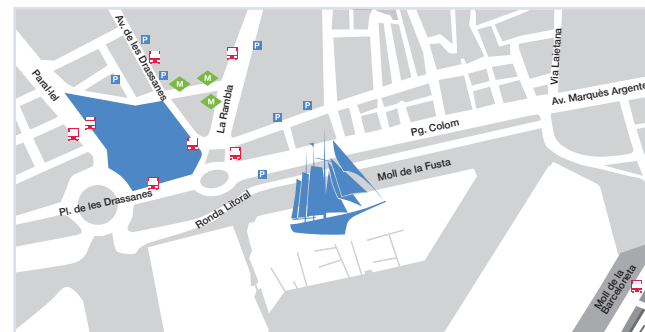 Av. de les Drassanes
P
P
P
P
M
M
M
Paral·lel
La Rambla
Via Laietana
Av. Marquès Argente
P
P
Pg. Colom
P
Moll de la Fusta
Pl. de les Drassanes
Ronda Litoral
Moll de la
Barceloneta